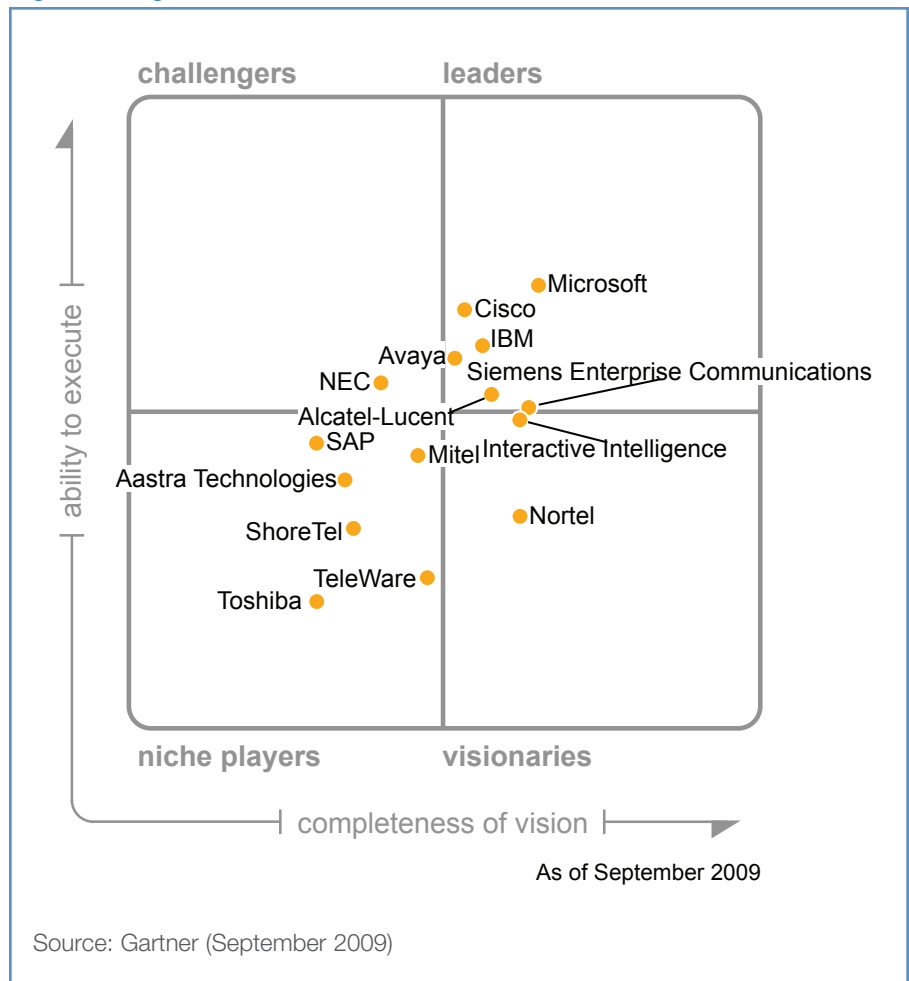 challengers
leaders
ability to execute
Microsoft
Cisco
IBM
Avaya
Siemens Enterprise Communications
NEC
Alcatel-Lucent
SAP
Mitel
Interactive Intelligence
Aastra Technologies
Nortel
ShoreTel
TeleWare
Toshiba
niche players
visionaries
completeness of vision
As of September 2009
Source: Gartner (September 2009)